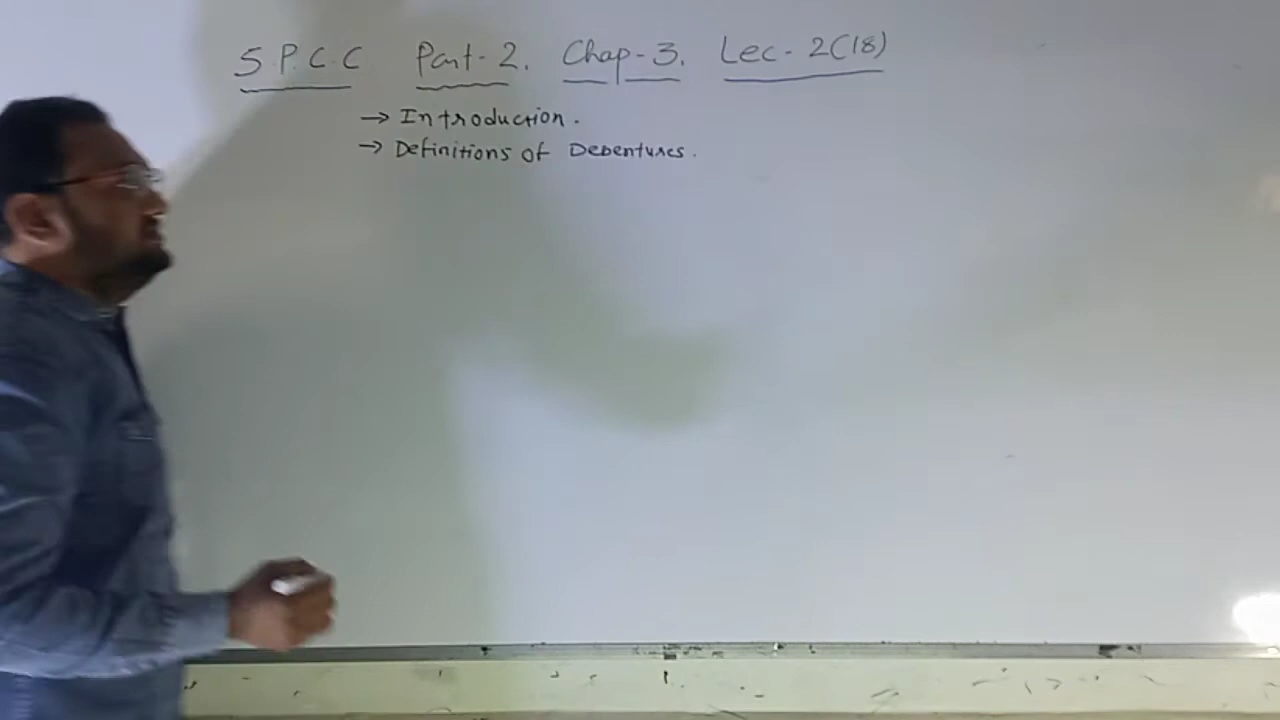 S P. C. C Part-2. Chap-3. Lec-2(18)
→ Introduction.
→ Definitions of Debentures.